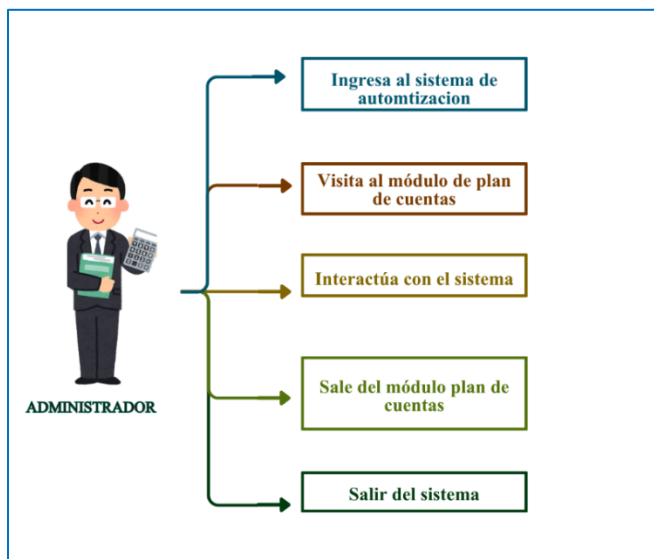 Ingresa al sistema de
automtizacion
Visita al módulo de plan
de cuentas
Interactúa con el sistema
Sale del módulo plan de
cuentas
ADMINISTRADOR
Salir del sistema